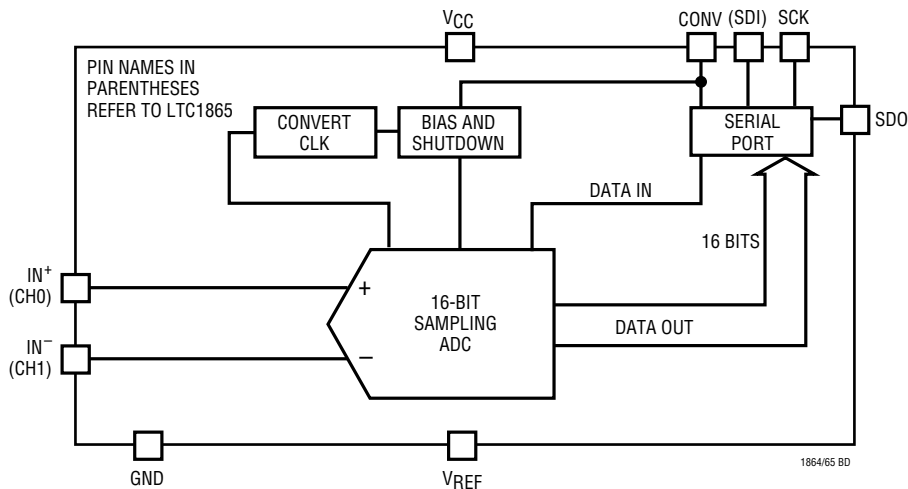 VCC
CONV (SDI) SCK
PIN NAMES IN
PARENTHESES
REFER TO LTC1865
CONVERT
CLK
BIAS AND
SHUTDOWN
SERIAL
PORT
SDO
DATA IN
16 BITS
IN+
(CH0)
+
16-BIT
SAMPLING
ADC
DATA OUT
IN−
(CH1)
−
GND
VREF
1864/65 BD